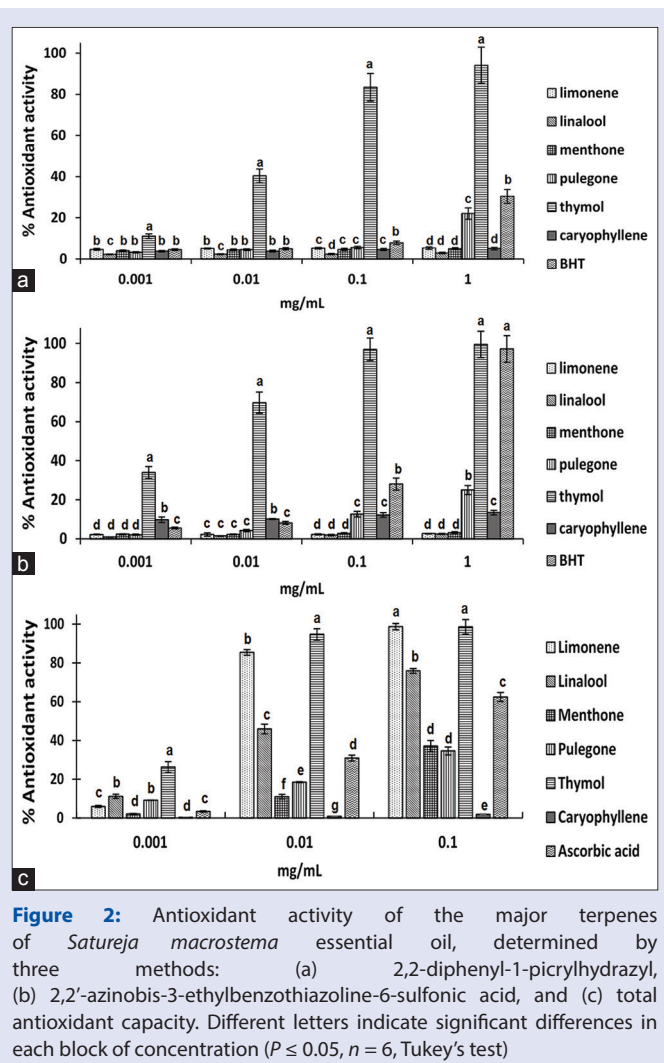 100
80
60
40
20
0
% Antioxidant activity
b c b b a b b
b c b b a b b
c d c c a c b
d d d c a d b
0.001 0.01 0.1 1
mg/mL
limonene
linalool
menthone
pulegone
thymol
caryophyllene
BHT
a
100
80
60
40
20
0
% Antioxidant activity
d d d d a b c
c c c c a b c
d d d c a c b
d d d b a c a
0.001 0.01 0.1 1
mg/mL
limonene
linalool
menthone
pulegone
thymol
caryophyllene
BHT
b
100
80
60
40
20
0
% Antioxidant activity
c b d b a d c
b c f e a g d
a b d d a e c
0.001 0.01 0.1
mg/mL
Limonene
Linalool
Menthone
Pulegone
Thymol
Caryophyllene
Ascorbic acid
c
Figure 2: Antioxidant activity of the major terpenes
of Satureja macrostema essential oil, determined by
three methods: (a) 2,2-diphenyl-1-picrylhydrazyl,
(b) 2,2′-azinobis-3-ethylbenzothiazoline-6-sulfonic acid, and (c) total
antioxidant capacity. Different letters indicate significant differences in
each block of concentration (P ≤ 0.05, n = 6, Tukey's test)